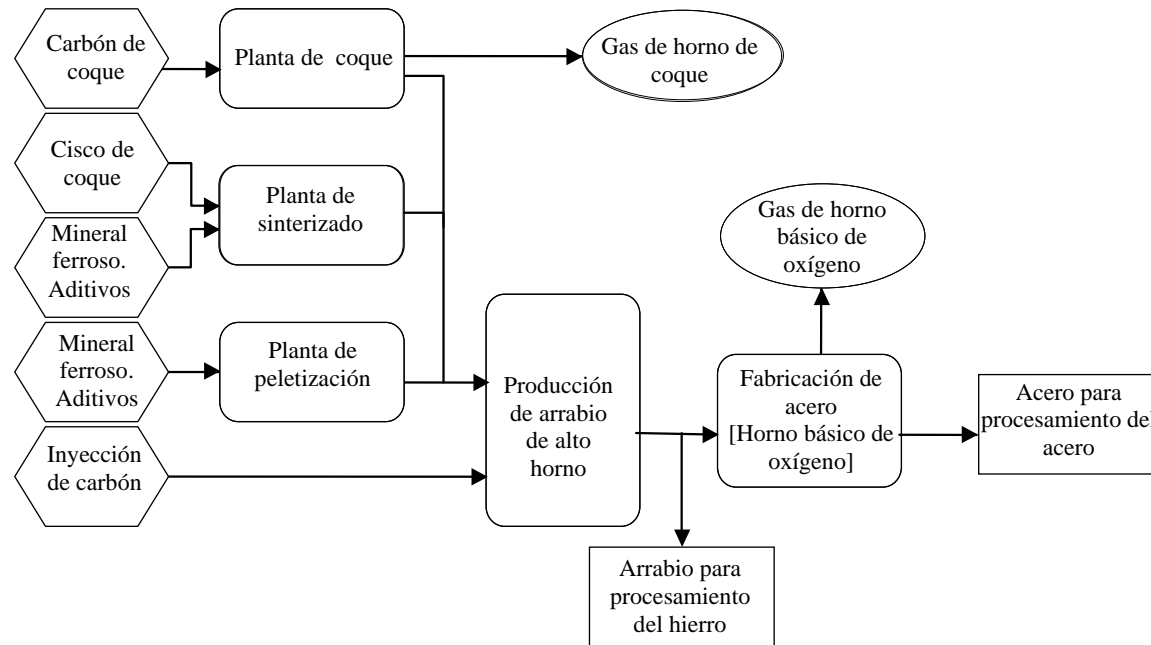 Carbón de
coque
Planta de coque
Gas de horno de
coque
Cisco de
coque
Planta de
sinterizado
Mineral
ferroso.
Aditivos
Gas de horno
básico de
oxígeno
Mineral
ferroso.
Aditivos
Planta de
peletización
Producción
de arrabio
de alto
horno
Fabricación de
acero
[Horno básico de
oxígeno]
Acero para
procesamiento del
acero
Inyección
de carbón
Arrabio para
procesamiento
del hierro